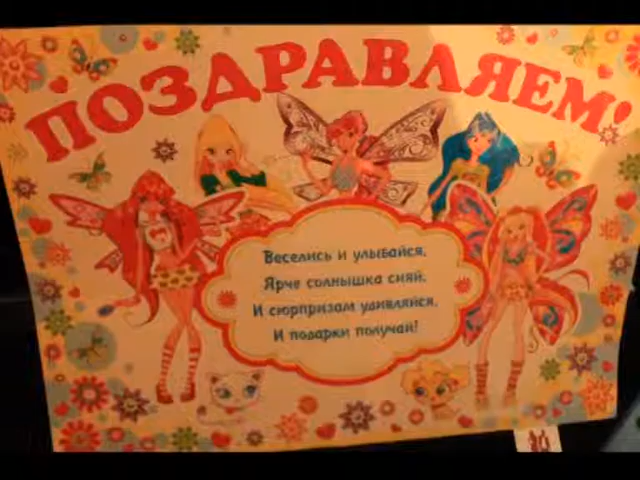 ПОЗДРАВЛЯЕМ!
Веселись и улыбайся,
Ярче солнышка сияй.
И сюрпризам удивляйся,
И подарки получай!